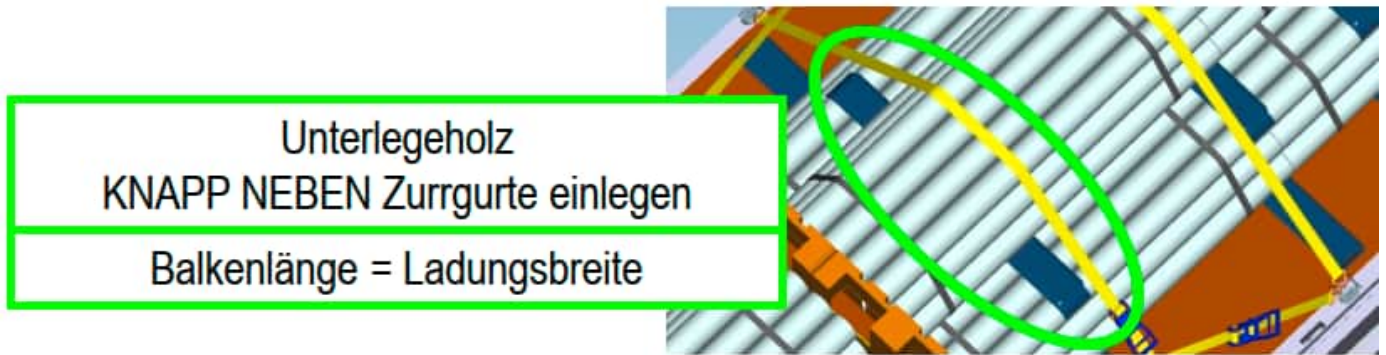 Unterlegeholz
KNAPP NEBEN Zurrgurte einlegen
Balkenlänge = Ladungsbreite